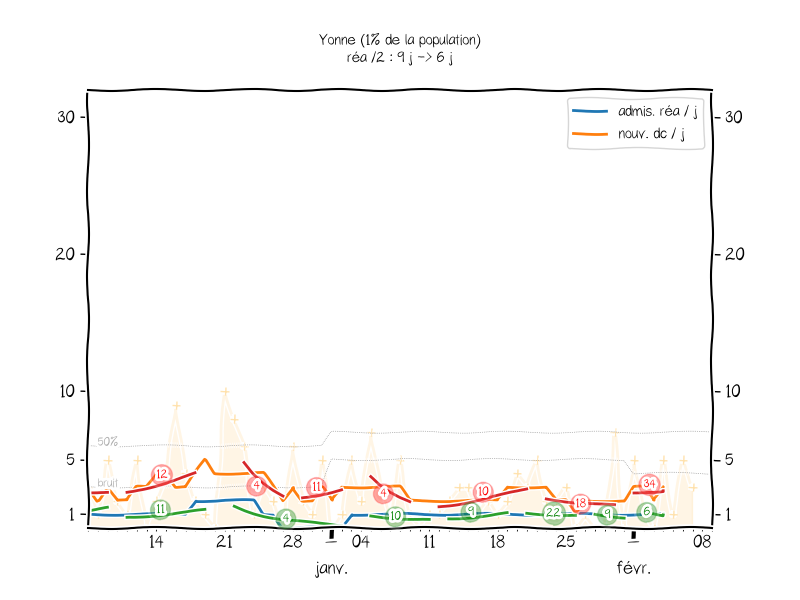 Yonne (1% de la population)
réa /2 : 9 j -> 6 j
admis. réa / j
nouv. dc / j
30 30
20 20
10 10
50%
5 5
bruit
1 1
12 4 11 4 10 18 34
11 4 10 9 22 9 6
14 21 28 04 11 18 25 08
janv. févr.